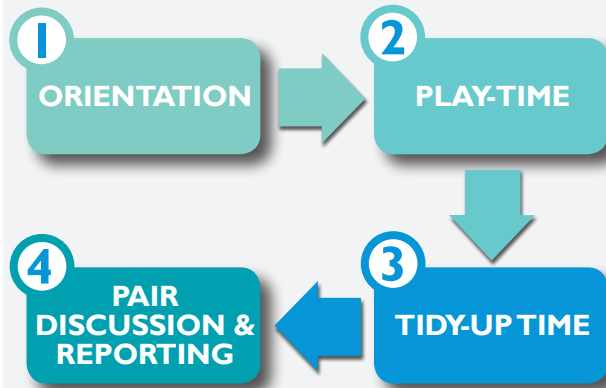 1
ORIENTATION
2
PLAY-TIME
3
TIDY-UP TIME
4
PAIR
DISCUSSION &
REPORTING